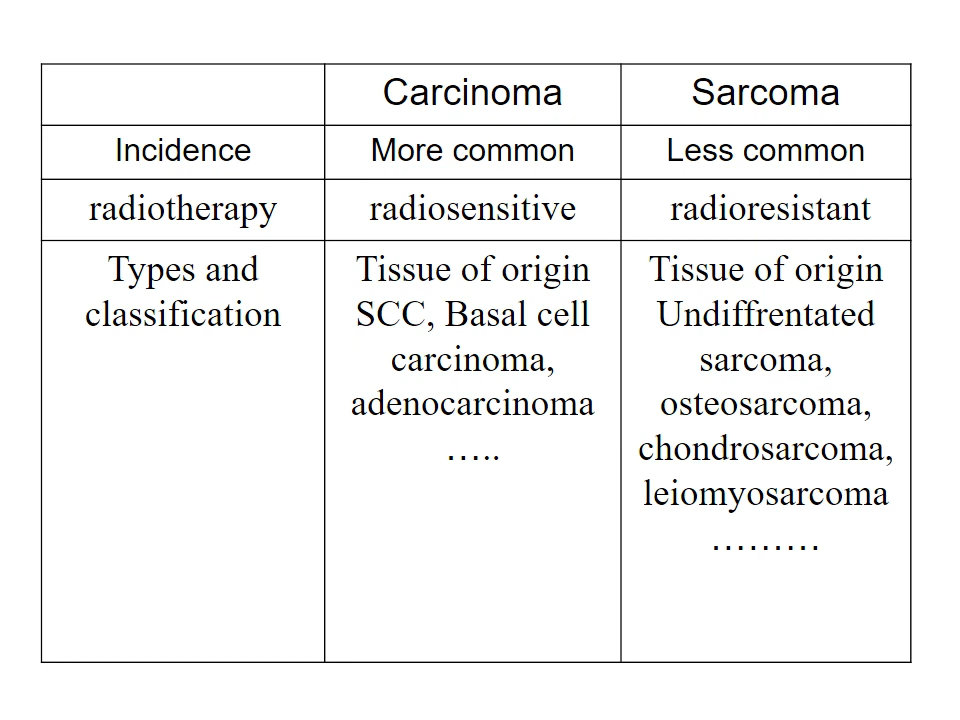 Carcinoma
Sarcoma
Incidence
More common
Less common
radiotherapy
radiosensitive
radioresistant
Types and
classification
Tissue of origin
SCC, Basal cell
carcinoma,
adenocarcinoma
…..
Tissue of origin
Undiffrentated
sarcoma,
osteosarcoma,
chondrosarcoma,
leiomyosarcoma
………